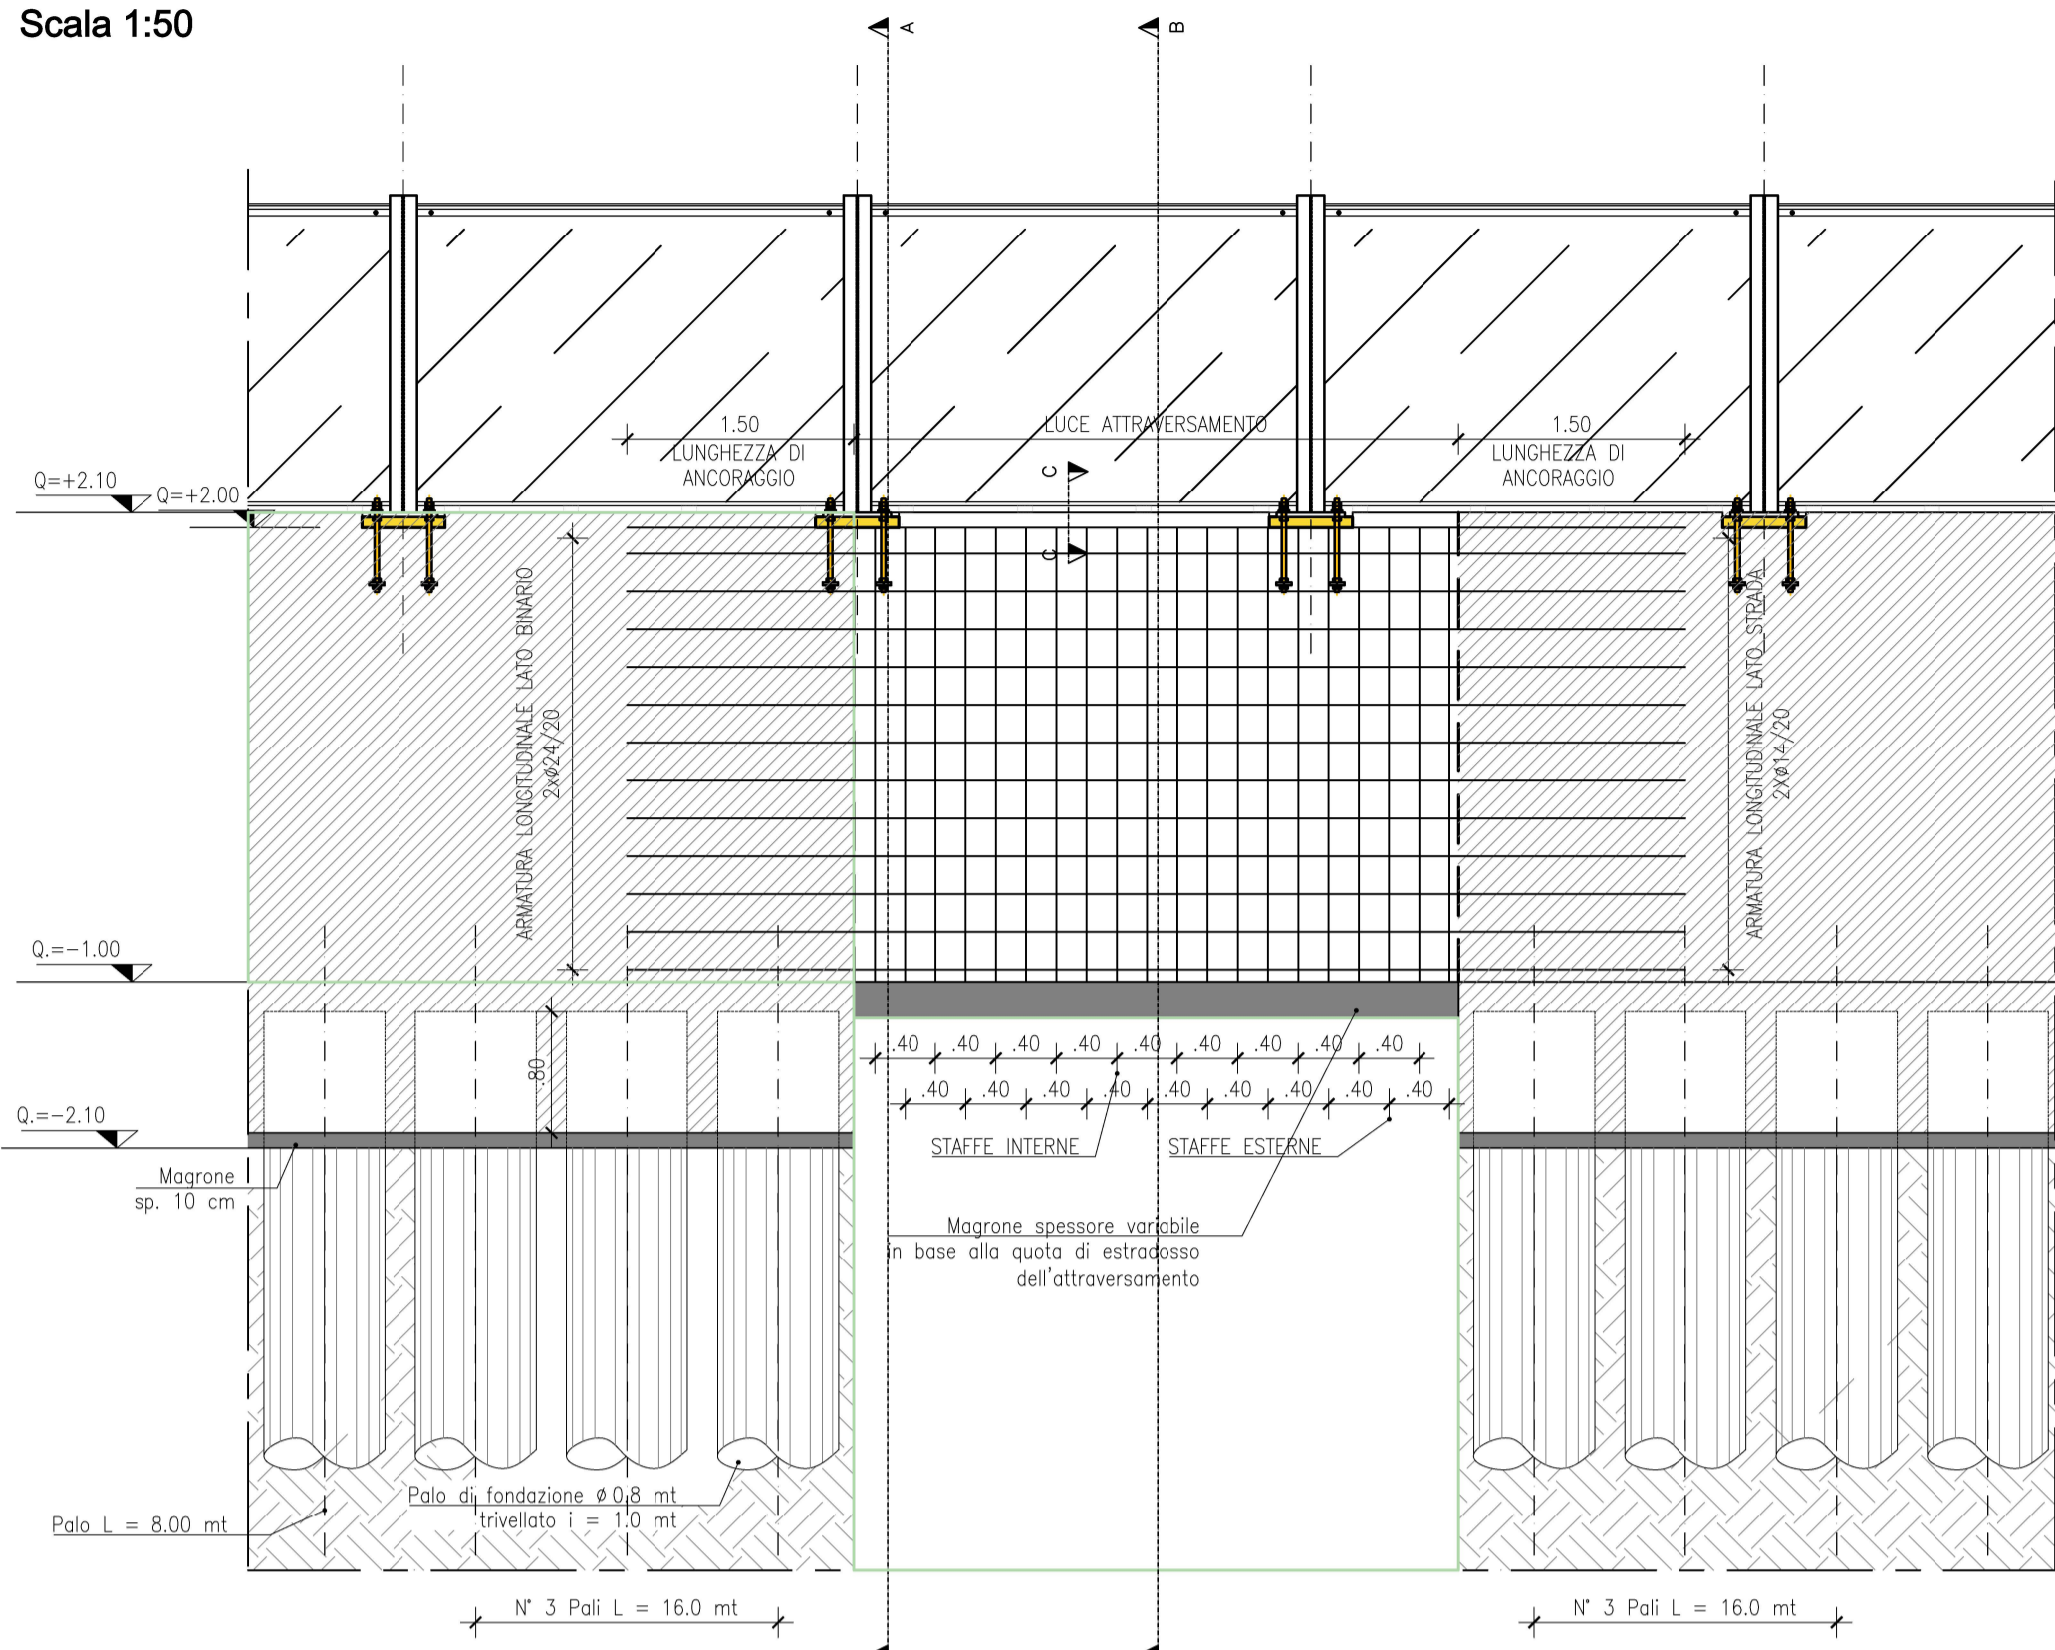 Scala 1:50
A
B
1.50
LUCE ATTRAVERSAMENTO
1.50
LUNGHEZZA DI
ANCORAGGIO
LUNGHEZZA DI
ANCORAGGIO
C
C
Q=+2.10
Q=+2.00
ARMATURA LONGITUDINALE LATO BINARIO
2xø24/20
ARMATURA LONGITUDINALE LATO STRADA
2Xø14/20
Q.=-1.00
.40 .40 .40 .40 .40 .40 .40 .40 .40
.80
.40 .40 .40 .40 .40 .40 .40 .40 .40
Q.=-2.10
STAFFE INTERNE
STAFFE ESTERNE
Magrone
sp. 10 cm
Magrone spessore variabile
in base alla quota di estradosso
dell'attraversamento
Palo di fondazione ø 0.8 mt
trivellato i = 1.0 mt
Palo L = 8.00 mt
N° 3 Pali L = 16.0 mt
N° 3 Pali L = 16.0 mt